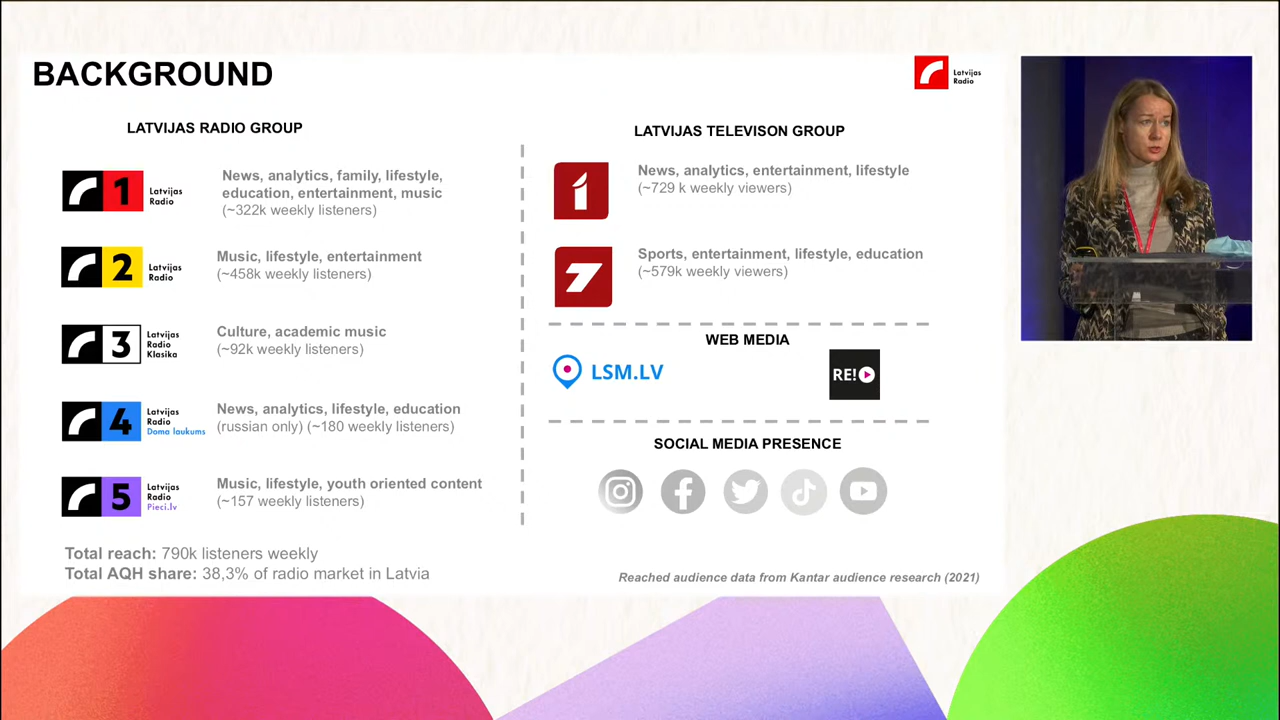 BACKGROUND
Latvijas
Radio
LATVIJAS RADIO GROUP
1
Latvijas
Radio
News, analytics, family, lifestyle,
education, entertainment, music
(~322k weekly listeners)
2
Latvijas
Radio
Music, lifestyle, entertainment
(~458k weekly listeners)
3
Latvijas
Radio
Klasika
Culture, academic music
(~92k weekly listeners)
4
Latvijas
Radio
Doma laukums
News, analytics, lifestyle, education
(russian only) (~180 weekly listeners)
5
Latvijas
Radio
Pieci.lv
Music, lifestyle, youth oriented content
(~157 weekly listeners)
Total reach: 790k listeners weekly
Total AQH share: 38,3% of radio market in Latvia
LATVIJAS TELEVISON GROUP
1
News, analytics, entertainment, lifestyle
(~729 k weekly viewers)
7
Sports, entertainment, lifestyle, education
(~579k weekly viewers)
WEB MEDIA
LSM.LV
RE!
SOCIAL MEDIA PRESENCE
Reached audience data from Kantar audience research (2021)